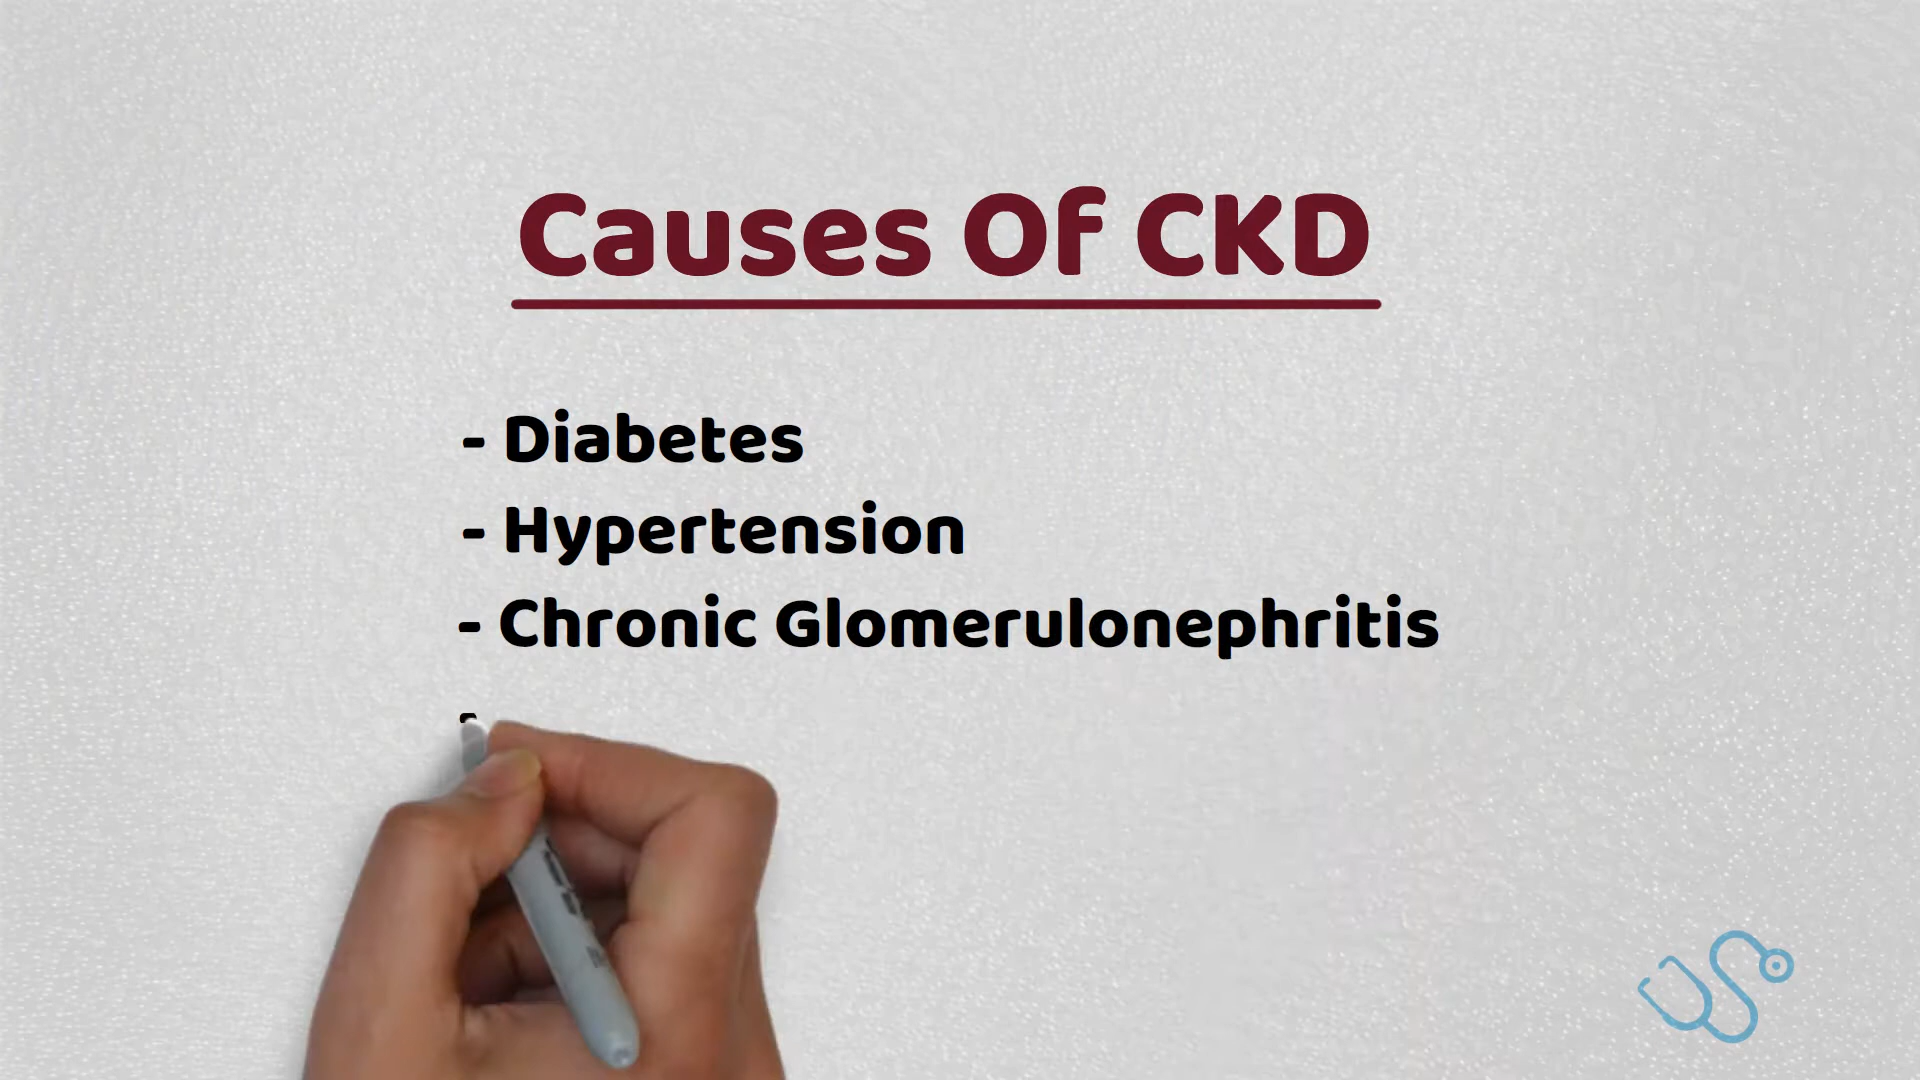 Causes Of CKD
- Diabetes
- Hypertension
- Chronic Glomerulonephritis
-